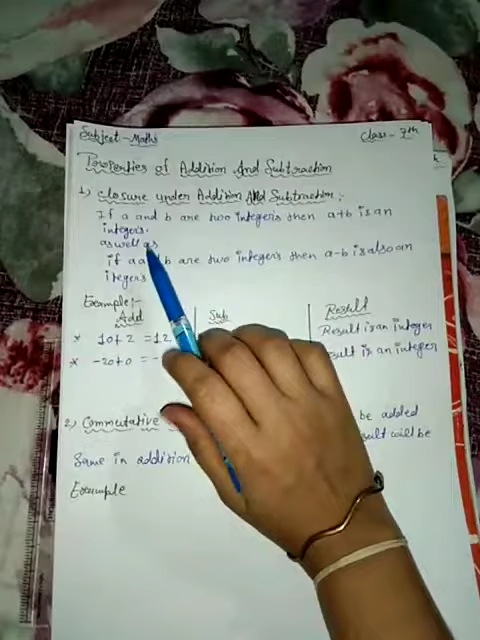 Subject - Maths
Class - 7th
Properties of Addition And Subtraction
1) Closure under Addition And Subtraction :-
If a and b are two integers then a+b is an
integers.
as well as
if a and b are two integers then a-b is also an
integers
Example:-
Add Sub Result
* 10+2 = 12 Result is an integer
* -20+0 = - Result is an integer
2) Commutative be added
result will be
Same in addition
Example